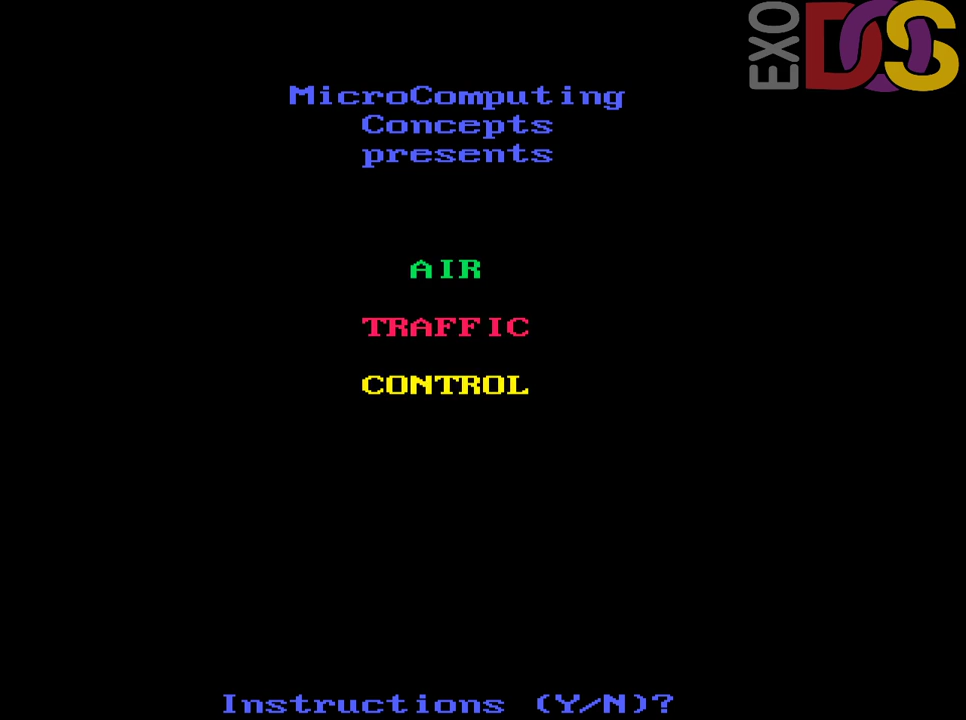 EXO DOS
MicroComputing
Concepts
presents
AIR
TRAFFIC
CONTROL
Instructions (Y/N)?